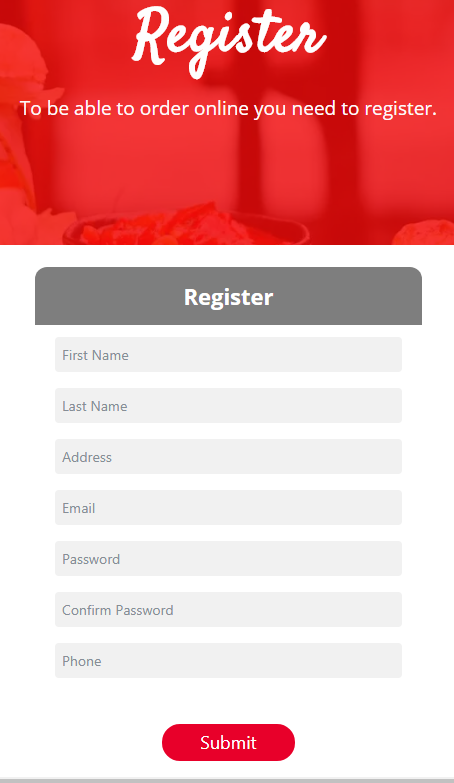 Register
To be able to order online you need to register.
Register
First Name
Last Name
Address
Email
Password
Confirm Password
Phone
Submit